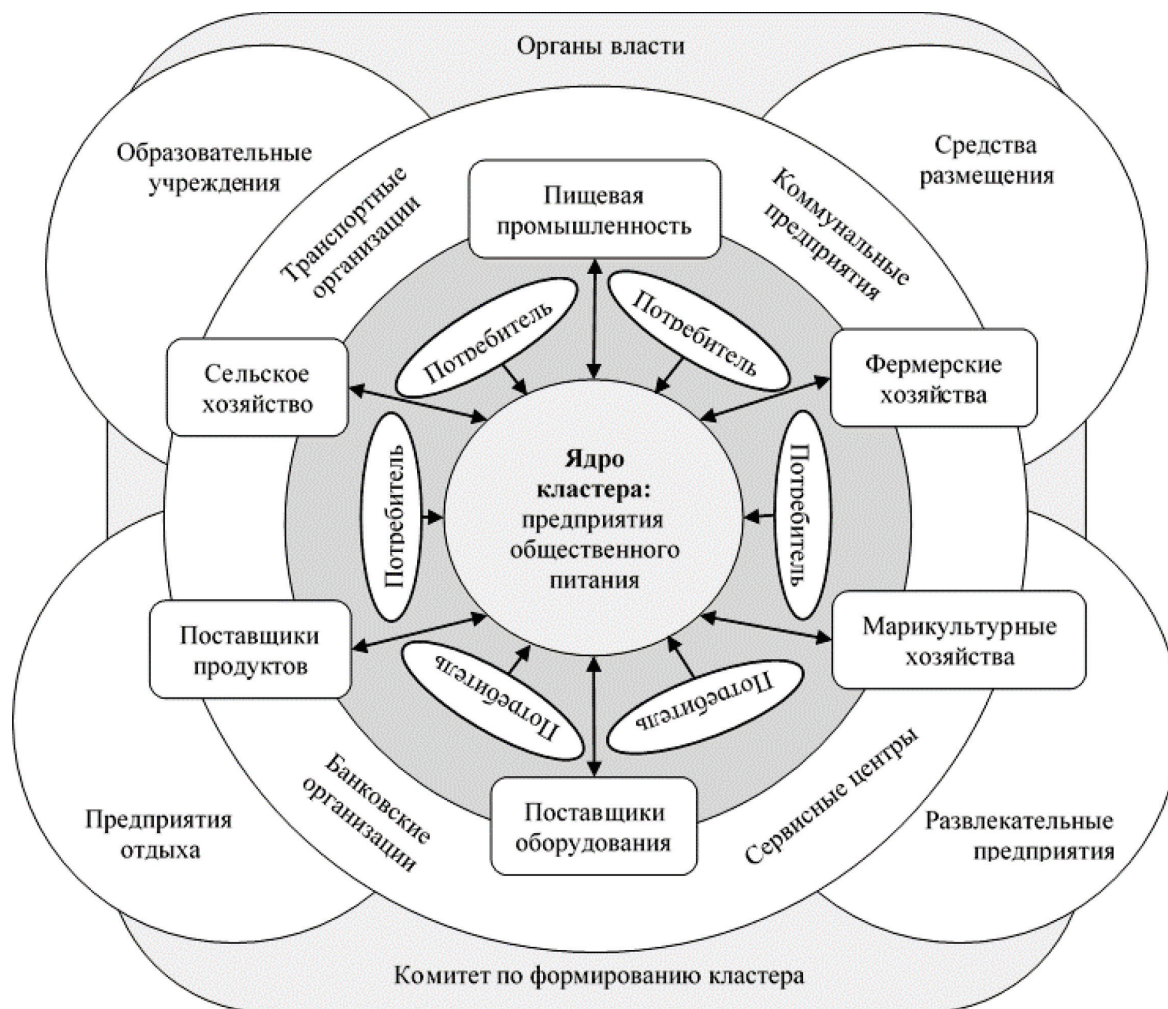 Органы власти
Образовательные
учреждения
Средства
размещения
Транспортные
организации
Коммунальные
предприятия
Пищевая
промышленность
Потребитель
Потребитель
Сельское
хозяйство
Фермерские
хозяйства
Потребитель
Ядро
кластера:
предприятия
общественного
питания
Потребитель
Поставщики
продуктов
Марикультурные
хозяйства
Потребитель
Потребитель
Банковские
организации
Поставщики
оборудования
Сервисные центры
Предприятия
отдыха
Развлекательные
предприятия
Комитет по формированию кластера